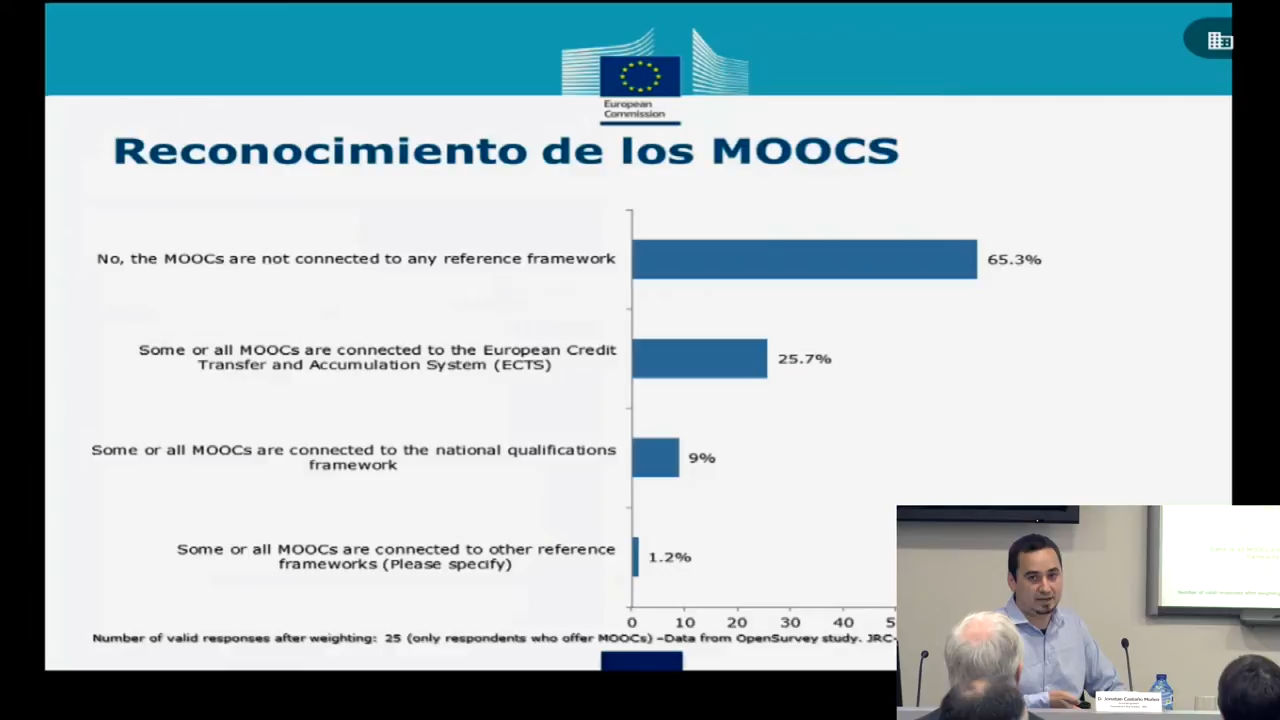 European
Commission
Reconocimiento de los MOOCS
No, the MOOCs are not connected to any reference framework
65.3%
Some or all MOOCs are connected to the European Credit
Transfer and Accumulation System (ECTS)
25.7%
Some or all MOOCs are connected to the national qualifications
framework
9%
Some or all MOOCs are connected to other reference
frameworks (Please specify)
1.2%
0 10 20 30 40
Number of valid responses after weighting: 25 (only respondents who offer MOOCs) –Data from OpenSurvey study. JRC-
D. Jonatan Castaño Muñoz